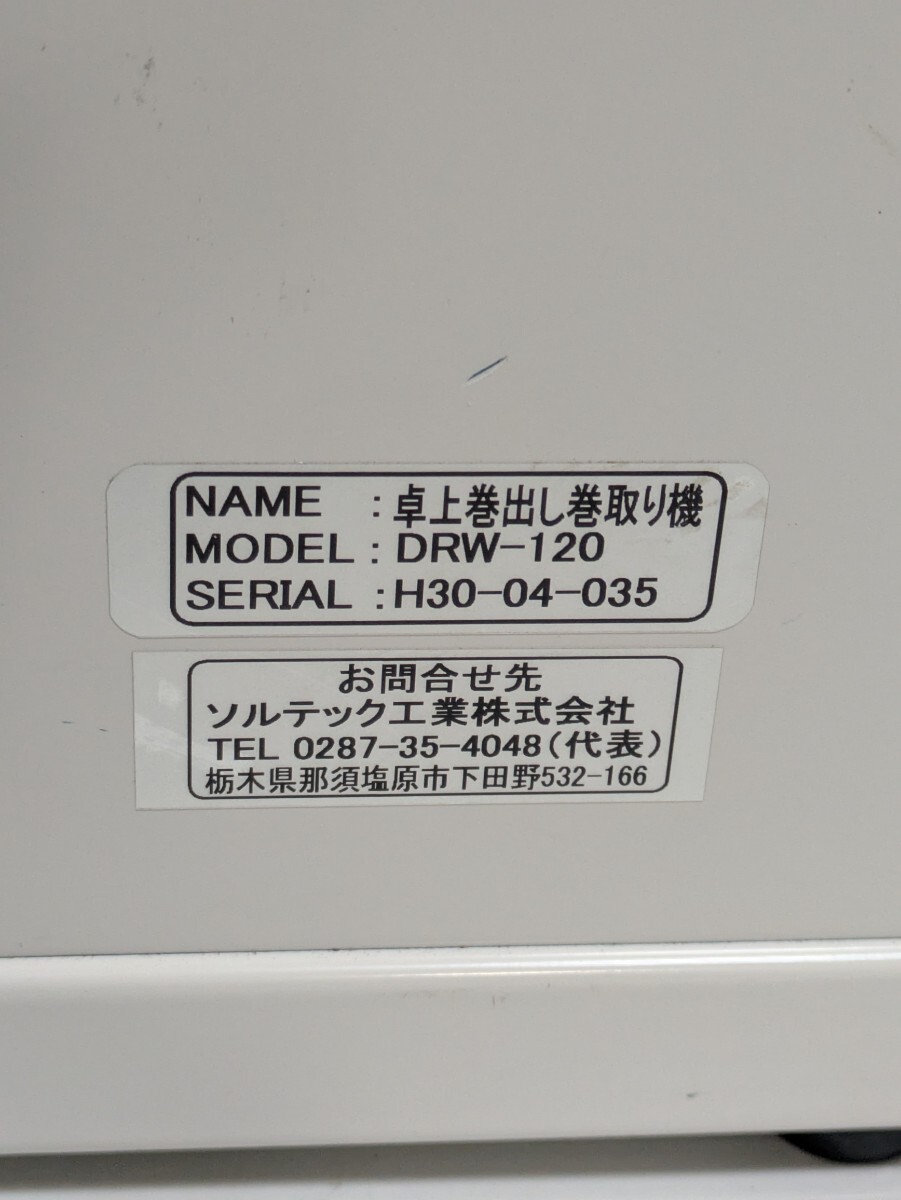 NAME :卓上巻出し巻取り機
MODEL : DRW-120
SERIAL :H30-04-035
お問合せ先
ソルテック工業株式会社
TEL 0287-35-4048(代表)
栃木県那須塩原市下田野532-166